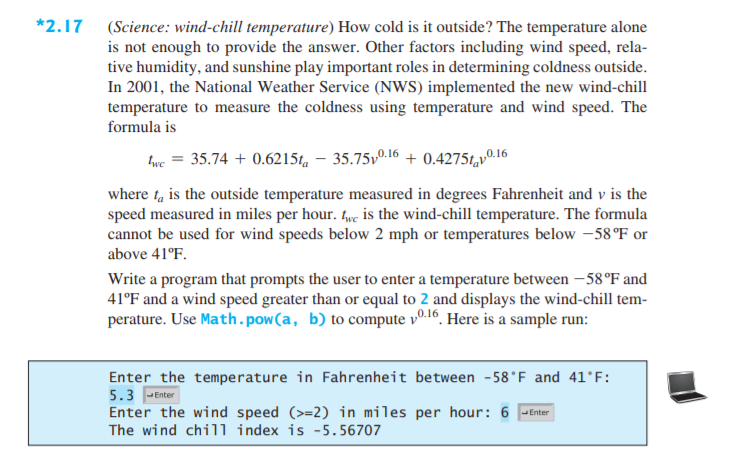 *2.17 (Science: wind-chill temperature) How cold is it outside? The temperature alone
is not enough to provide the answer. Other factors including wind speed, rela-
tive humidity, and sunshine play important roles in determining coldness outside.
In 2001, the National Weather Service (NWS) implemented the new wind-chill
temperature to measure the coldness using temperature and wind speed. The
formula is
t_wc = 35.74 + 0.6215t_a − 35.75v^0.16 + 0.4275t_a v^0.16
where t_a is the outside temperature measured in degrees Fahrenheit and v is the
speed measured in miles per hour. t_wc is the wind-chill temperature. The formula
cannot be used for wind speeds below 2 mph or temperatures below −58°F or
above 41°F.
Write a program that prompts the user to enter a temperature between −58°F and
41°F and a wind speed greater than or equal to 2 and displays the wind-chill tem-
perature. Use Math.pow(a, b) to compute v^0.16. Here is a sample run:
Enter the temperature in Fahrenheit between -58°F and 41°F:
5.3 ↵Enter
Enter the wind speed (>=2) in miles per hour: 6 ↵Enter
The wind chill index is -5.56707